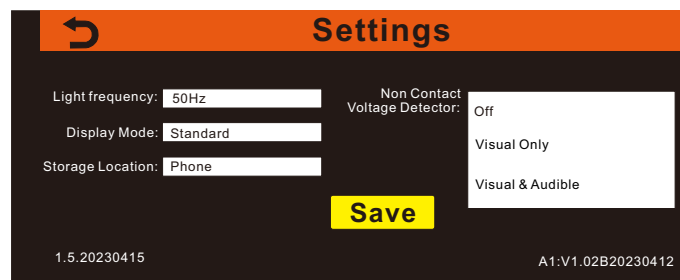 Settings
Light frequency: 50Hz
Display Mode: Standard
Storage Location: Phone
Non Contact
Voltage Detector:
Off
Visual Only
Visual & Audible
Save
1.5.20230415
A1:V1.02B20230412